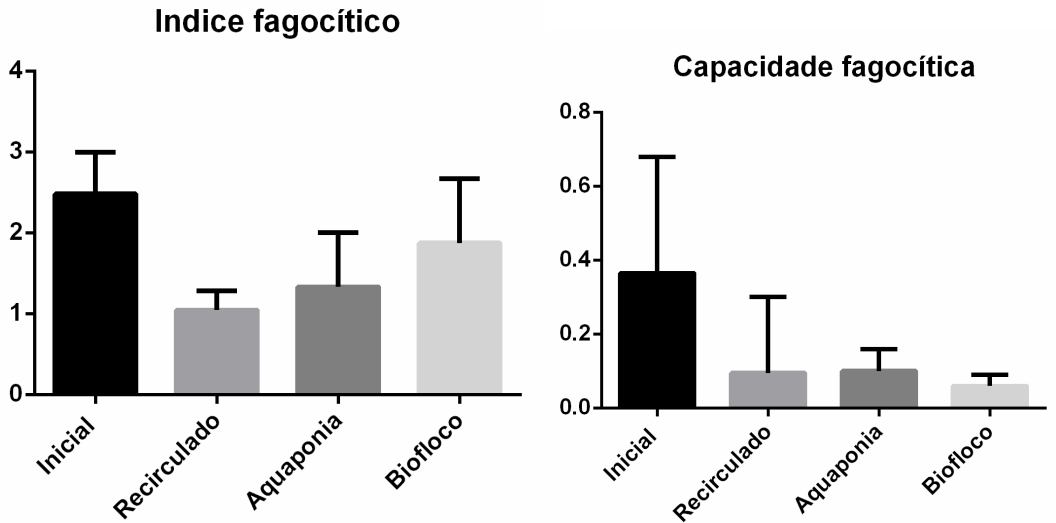 Indice fagocítico
4
3
2
1
0
Inicial
Recirculado
Aquaponia
Biofloco
Capacidade fagocítica
0.8
0.6
0.4
0.2
0.0
Inicial
Recirculado
Aquaponia
Biofloco